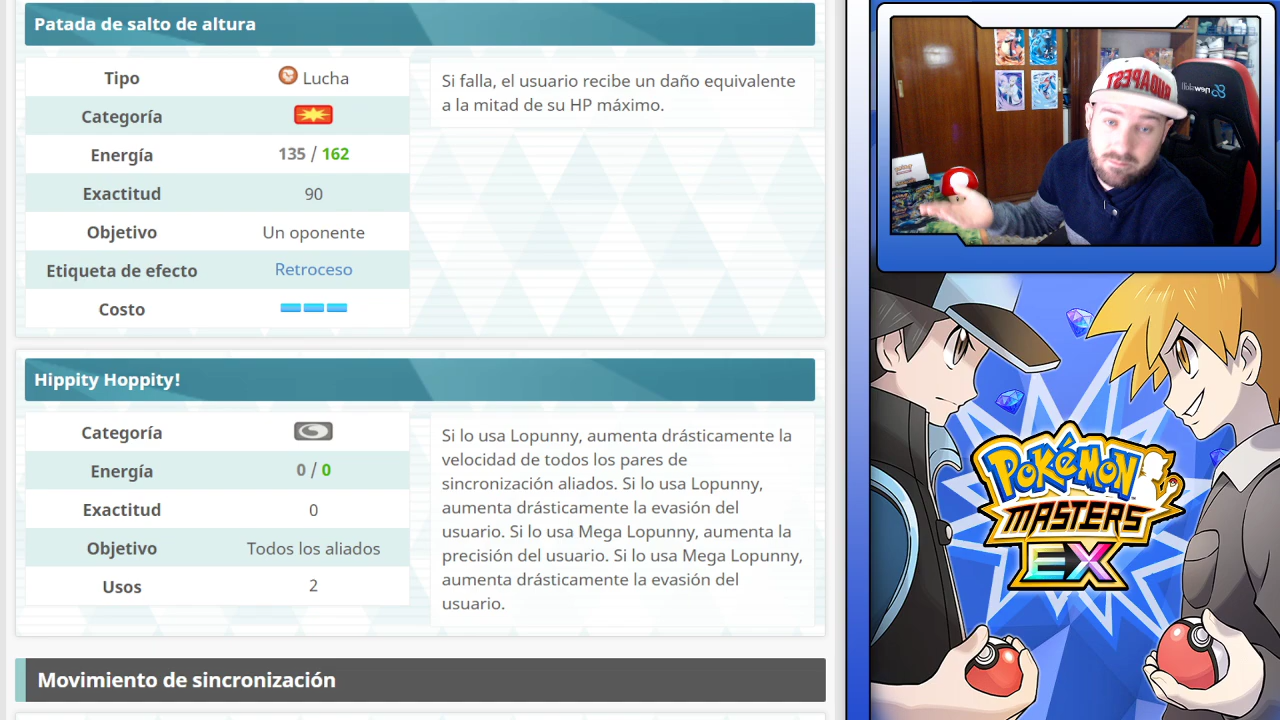 Patada de salto de altura
Tipo Lucha
Categoría
Energía 135 / 162
Exactitud 90
Objetivo Un oponente
Etiqueta de efecto Retroceso
Costo
Si falla, el usuario recibe un daño equivalente
a la mitad de su HP máximo.
Hippity Hoppity!
Categoría
Energía 0 / 0
Exactitud 0
Objetivo Todos los aliados
Usos 2
Si lo usa Lopunny, aumenta drásticamente la
velocidad de todos los pares de
sincronización aliados. Si lo usa Lopunny,
aumenta drásticamente la evasión del
usuario. Si lo usa Mega Lopunny, aumenta la
precisión del usuario. Si lo usa Mega Lopunny,
aumenta drásticamente la evasión del
usuario.
Movimiento de sincronización
BUDAPEST
newskill
POKéMON
MASTERS
EX